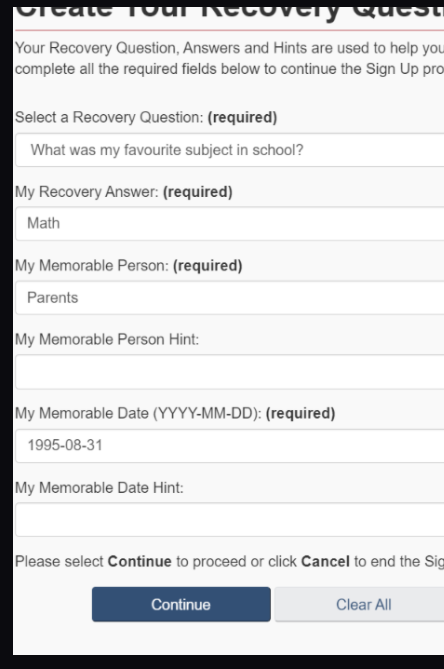 Create Your Recovery Questi
Your Recovery Question, Answers and Hints are used to help you
complete all the required fields below to continue the Sign Up pro
Select a Recovery Question: (required)
What was my favourite subject in school?
My Recovery Answer: (required)
Math
My Memorable Person: (required)
Parents
My Memorable Person Hint:
My Memorable Date (YYYY-MM-DD): (required)
1995-08-31
My Memorable Date Hint:
Please select Continue to proceed or click Cancel to end the Sig
Continue Clear All